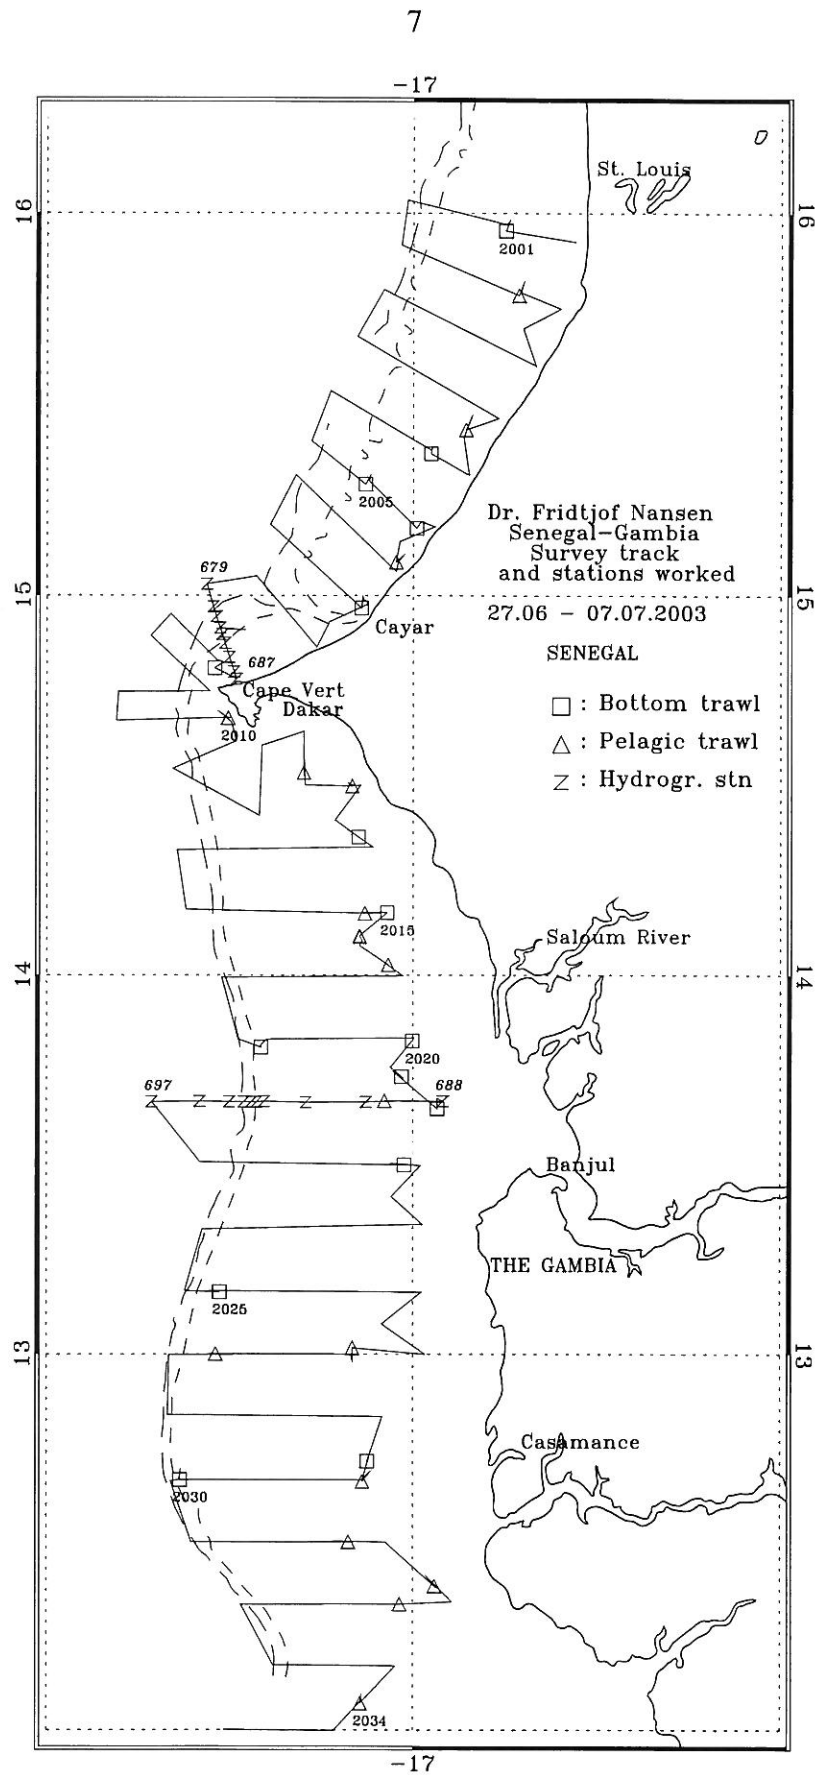 7
-17
St. Louis
16
16
2001
2005
Dr. Fridtjof Nansen
Senegal-Gambia
Survey track
and stations worked
679
15
15
27.06 - 07.07.2003
Cayar
SENEGAL
687
Cape Vert
Dakar
□ : Bottom trawl
2010
△ : Pelagic trawl
Z : Hydrogr. stn
2015
Saloum River
14
14
2020
697
688
Banjul
THE GAMBIA
2025
13
13
Casamance
2030
2034
-17